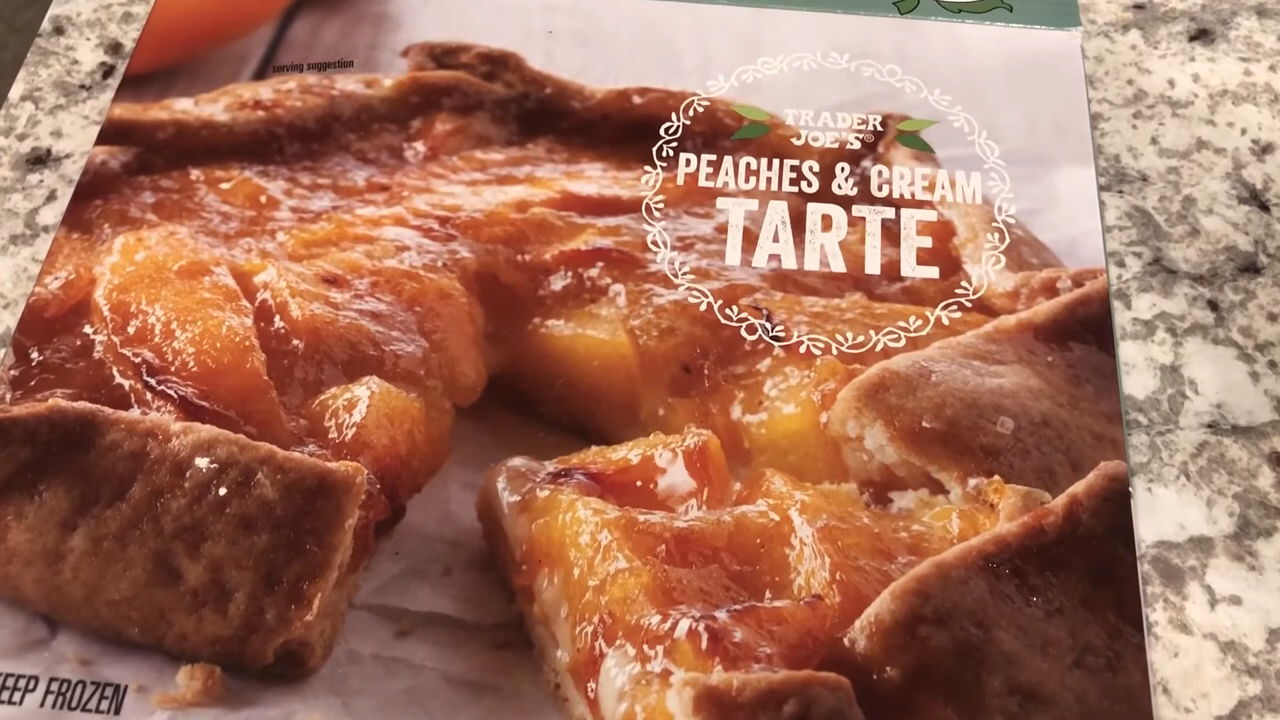 serving suggestion
TRADER
JOE'S®
PEACHES & CREAM
TARTE
EEP FROZEN